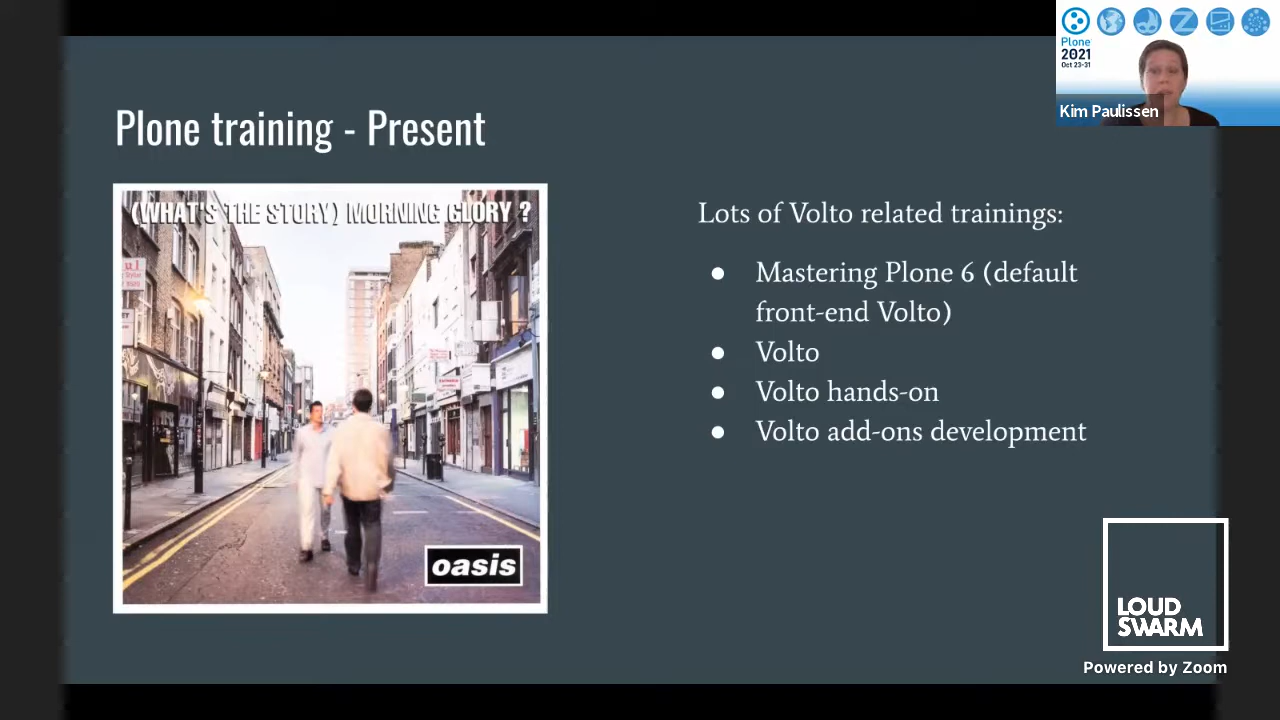 Plone training - Present
(WHAT'S THE STORY) MORNING GLORY ?
oasis
Lots of Volto related trainings:
● Mastering Plone 6 (default
front-end Volto)
● Volto
● Volto hands-on
● Volto add-ons development
Plone
2021
Oct 23-31
Kim Paulissen
LOUD
SWARM
Powered by Zoom